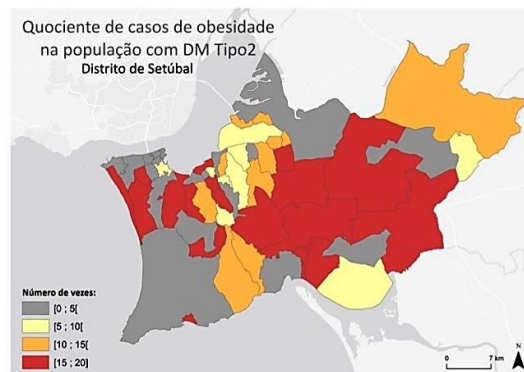 Quociente de casos de obesidade
na população com DM Tipo2
Distrito de Setúbal
Número de vezes:
[0 ; 5[
[5 ; 10[
[10 ; 15[
[15 ; 20]
0 7 km
N